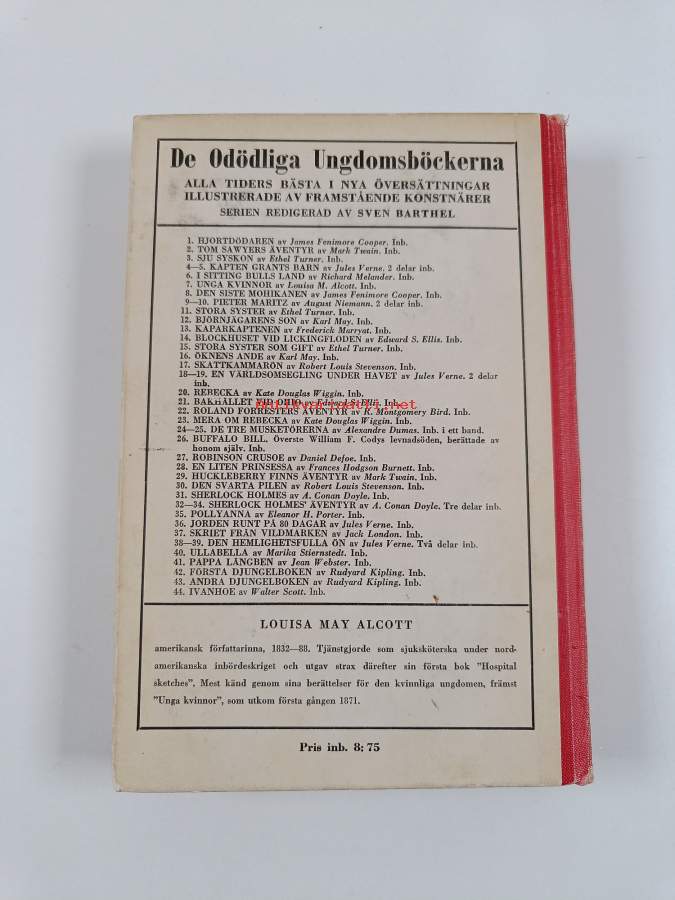 De Odödliga Ungdomsböckerna
ALLA TIDERS BÄSTA I NYA ÖVERSÄTTNINGAR
ILLUSTRERADE AV FRAMSTÅENDE KONSTNÄRER
SERIEN REDIGERAD AV SVEN BARTHEL
1. HJORTDÖDAREN av James Fenimore Cooper. Inb.
2. TOM SAWYERS ÄVENTYR av Mark Twain. Inb.
3. SJU SYSKON av Ethel Turner. Inb.
4—5. KAPTEN GRANTS BARN av Jules Verne. 2 delar inb.
6. I SITTING BULLS LAND av Richard Melander. Inb.
7. UNGA KVINNOR av Louisa M. Alcott. Inb.
8. DEN SISTE MOHIKANEN av James Fenimore Cooper. Inb.
9—10. PIETER MARITZ av August Niemann. 2 delar inb.
11. STORA SYSTER av Ethel Turner. Inb.
12. BJÖRNJÄGARENS SON av Karl May. Inb.
13. KAPARKAPTENEN av Frederick Marryat. Inb.
14. BLOCKHUSET VID LICKINGFLODEN av Edward S. Ellis. Inb.
15. STORA SYSTER SOM GIFT av Ethel Turner. Inb.
16. ÖKNENS ANDE av Karl May. Inb.
17. SKATTKAMMARÖN av Robert Louis Stevenson. Inb.
18—19. EN VÄRLDSOMSEGLING UNDER HAVET av Jules Verne. 2 delar
inb.
20. REBECKA av Kate Douglas Wiggin. Inb.
21. BAKHÅLLET VID OHIO av Edward S. Ellis. Inb.
antikvariaatti.net
22. ROLAND FORRESTERS ÄVENTYR av R. Montgomery Bird. Inb.
23. MERA OM REBECKA av Kate Douglas Wiggin. Inb.
24—25. DE TRE MUSKETÖRERNA av Alexandre Dumas. Inb. i ett band.
26. BUFFALO BILL, Överste William F. Codys levnadsöden, berättade av
honom själv. Inb.
27. ROBINSON CRUSOE av Daniel Defoe. Inb.
28. EN LITEN PRINSESSA av Frances Hodgson Burnett. Inb.
29. HUCKLEBERRY FINNS ÄVENTYR av Mark Twain. Inb.
30. DEN SVARTA PILEN av Robert Louis Stevenson. Inb.
31. SHERLOCK HOLMES av A. Conan Doyle. Inb.
32—34. SHERLOCK HOLMES' ÄVENTYR av A. Conan Doyle. Tre delar inb.
35. POLLYANNA av Eleanor H. Porter. Inb.
36. JORDEN RUNT PÅ 80 DAGAR av Jules Verne. Inb.
37. SKRIET FRÅN VILDMARKEN av Jack London. Inb.
38—39. DEN HEMLIGHETSFULLA ÖN av Jules Verne. Två delar inb.
40. ULLABELLA av Marika Stiernstedt. Inb.
41. PAPPA LÅNGBEN av Jean Webster. Inb.
42. FÖRSTA DJUNGELBOKEN av Rudyard Kipling. Inb.
43. ANDRA DJUNGELBOKEN av Rudyard Kipling. Inb.
44. IVANHOE av Walter Scott. Inb.
LOUISA MAY ALCOTT
amerikansk författarinna, 1832—88. Tjänstgjorde som sjuksköterska under nord-
amerikanska inbördeskriget och utgav strax därefter sin första bok "Hospital
sketches". Mest känd genom sina berättelser för den kvinnliga ungdomen, främst
"Unga kvinnor", som utkom första gången 1871.
Pris inb. 8:75